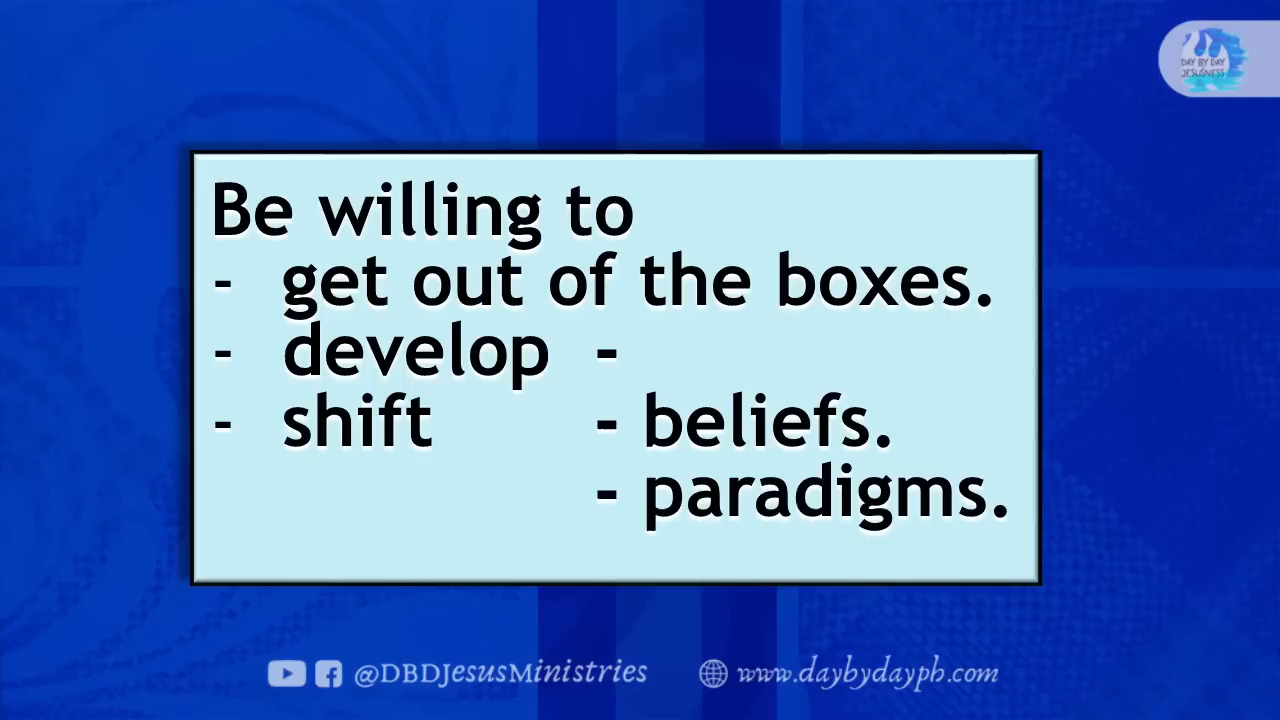 DAY BY DAY
JESUSNESS
Be willing to
- get out of the boxes.
- develop -
- shift - beliefs.
- paradigms.
@DBDJesusMinistries www.daybydayph.com